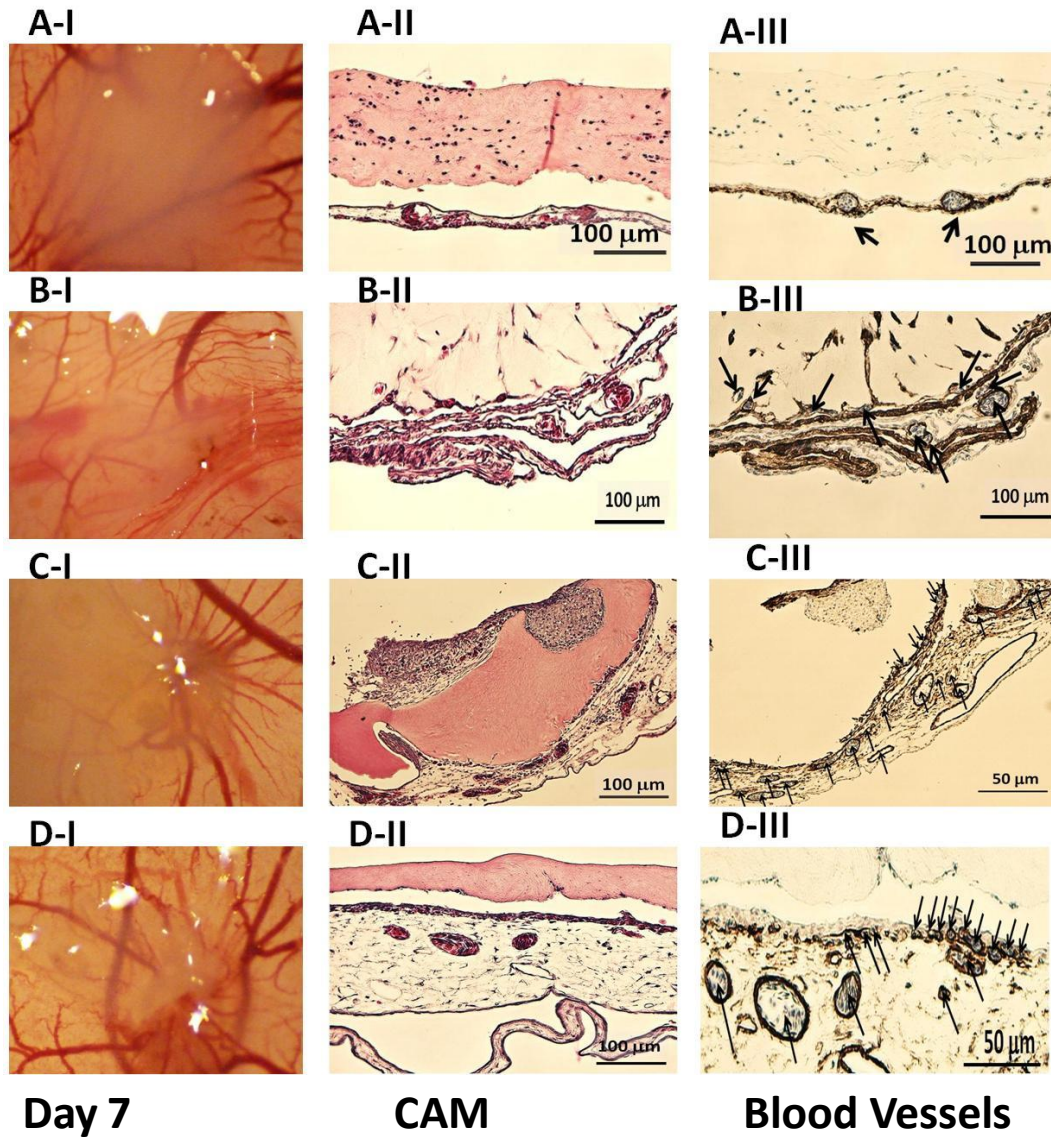 A-I A-II A-III
100 µm 100 µm
B-I B-II B-III
100 µm 100 µm
C-I C-II C-III
100 µm 50 µm
D-I D-II D-III
100 µm 50 µm
Day 7 CAM Blood Vessels